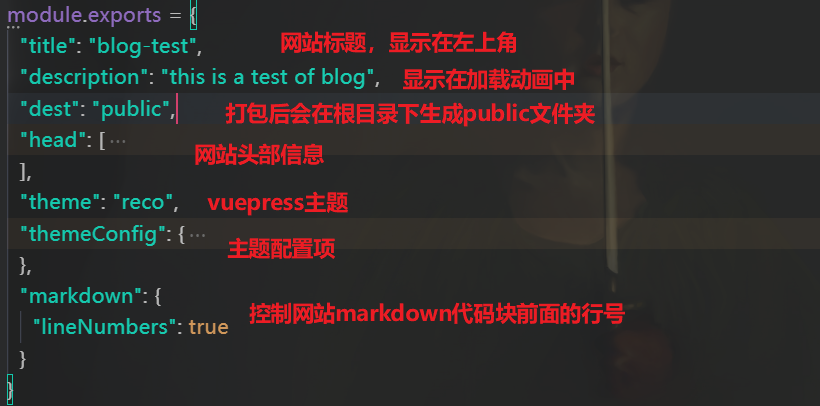 module.exports = {
"title": "blog-test", 网站标题，显示在左上角
"description": "this is a test of blog", 显示在加载动画中
"dest": "public", 打包后会在根目录下生成public文件夹
"head": [ ···
网站头部信息
],
"theme": "reco", vuepress主题
"themeConfig": { ···
主题配置项
},
"markdown": {
控制网站markdown代码块前面的行号
"lineNumbers": true
}
}